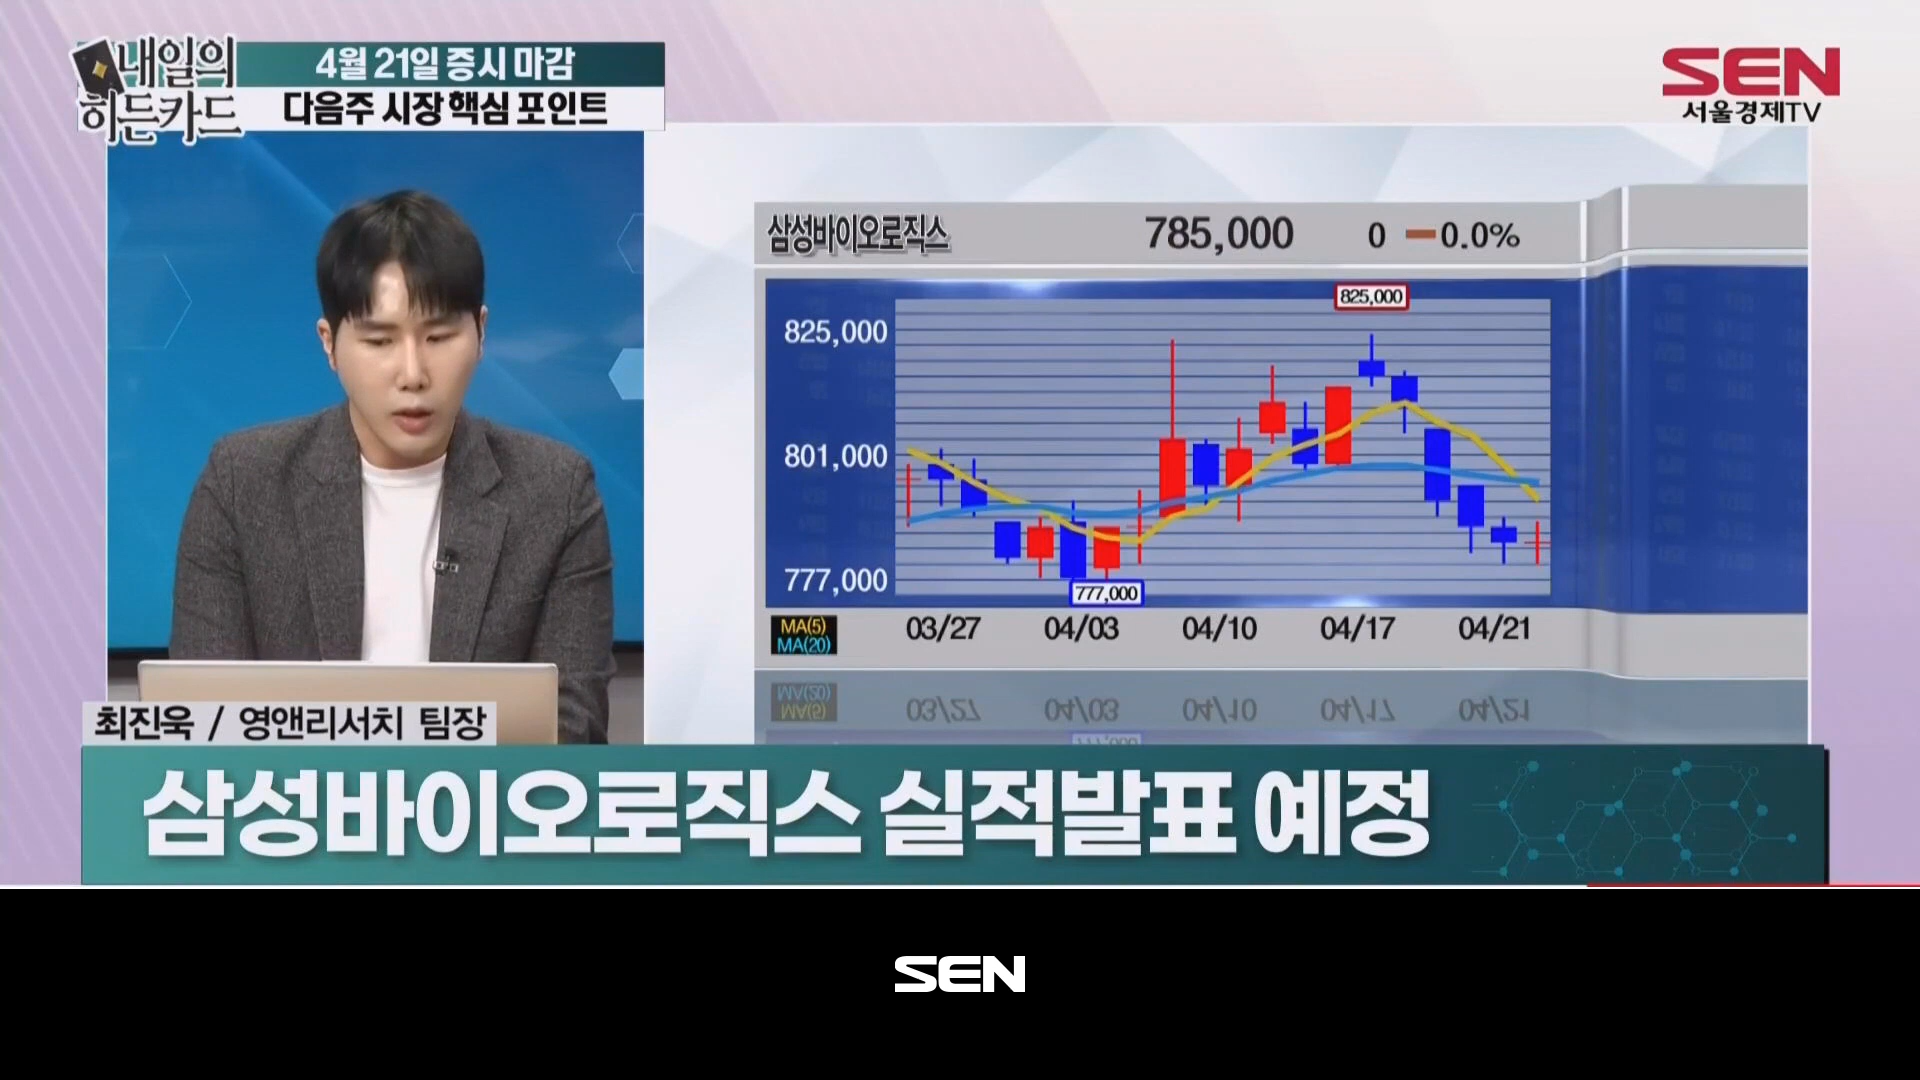 내일의
히든카드
4월 21일 증시 마감
다음주 시장 핵심 포인트
SEN
서울경제TV
삼성바이오로직스 785,000 0 0.0%
825,000
825,000
801,000
777,000
777,000
MA(5)
MA(20)
03/27 04/03 04/10 04/17 04/21
최진욱 / 영앤리서치 팀장
삼성바이오로직스 실적발표 예정
SEN